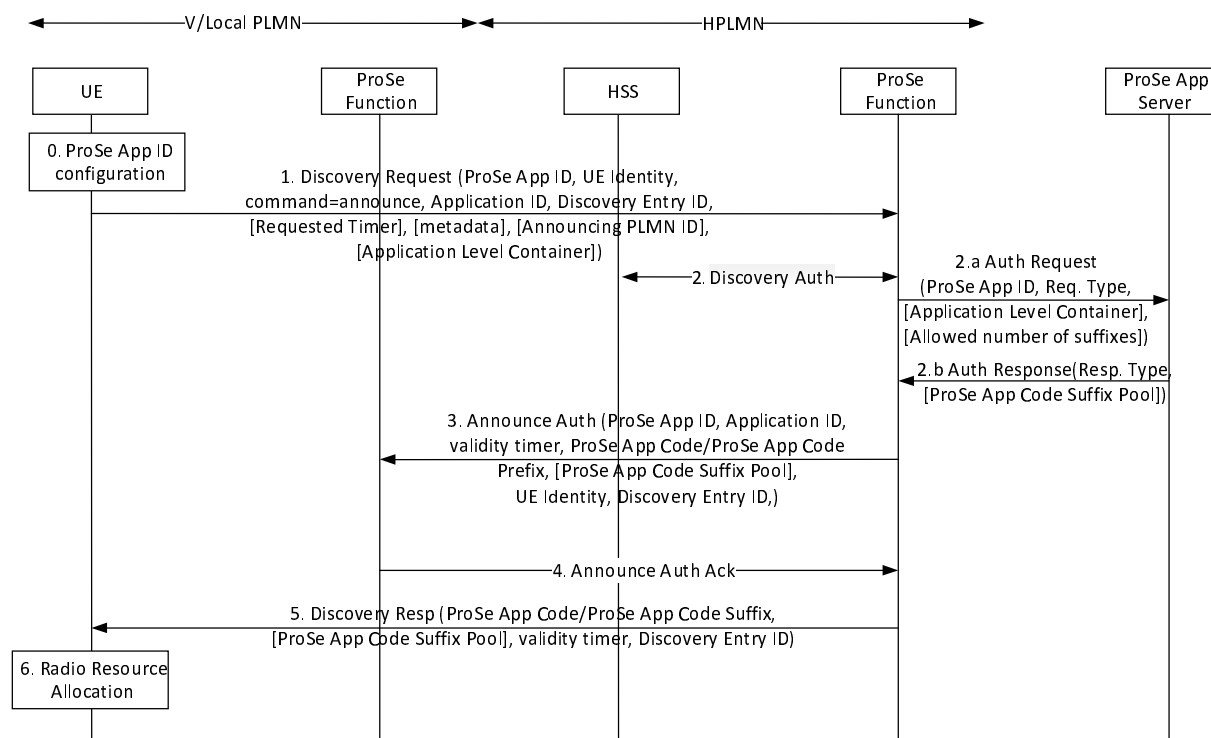 V/Local PLMN
HPLMN
UE
ProSe
Function
HSS
ProSe
Function
ProSe App
Server
0. ProSe App ID
configuration
1. Discovery Request (ProSe App ID, UE Identity,
command=announce, Application ID, Discovery Entry ID,
[Requested Timer], [metadata], [Announcing PLMN ID],
[Application Level Container])
2. Discovery Auth
2.a Auth Request
(ProSe App ID, Req. Type,
[Application Level Container],
[Allowed number of suffixes])
2.b Auth Response(Resp. Type,
[ProSe App Code Suffix Pool])
3. Announce Auth (ProSe App ID, Application ID,
validity timer, ProSe App Code/ProSe App Code
Prefix, [ProSe App Code Suffix Pool],
UE Identity, Discovery Entry ID,)
4. Announce Auth Ack
5. Discovery Resp (ProSe App Code/ProSe App Code Suffix,
[ProSe App Code Suffix Pool], validity timer, Discovery Entry ID)
6. Radio Resource
Allocation